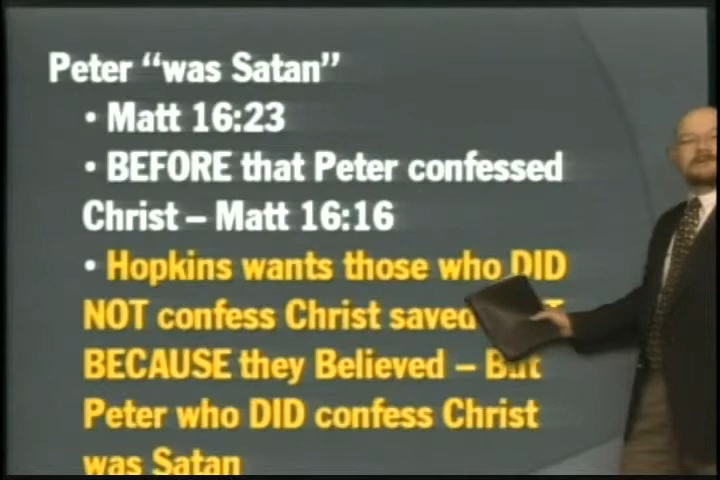 Peter “was Satan”
• Matt 16:23
• BEFORE that Peter confessed
Christ – Matt 16:16
• Hopkins wants those who DID
NOT confess Christ saved
BECAUSE they Believed – But
Peter who DID confess Christ
was Satan